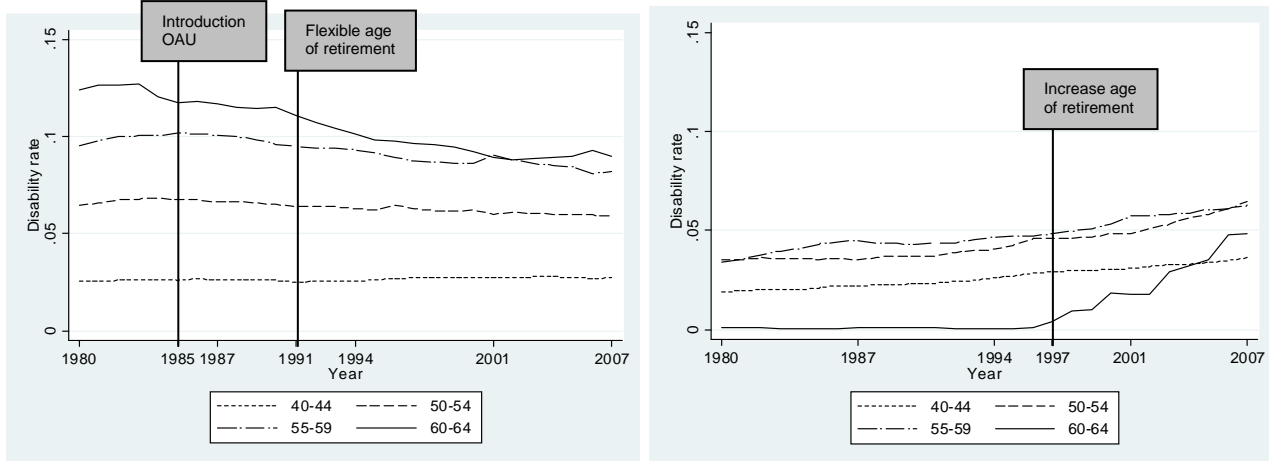 Introduction
OAU
Flexible age
of retirement
Disability rate
.15
.1
.05
0
1980 1985 1987 1991 1994 2001 2007
Year
40-44 50-54
55-59 60-64
Increase age
of retirement
Disability rate
.15
.1
.05
0
1980 1987 1994 1997 2001 2007
Year
40-44 50-54
55-59 60-64